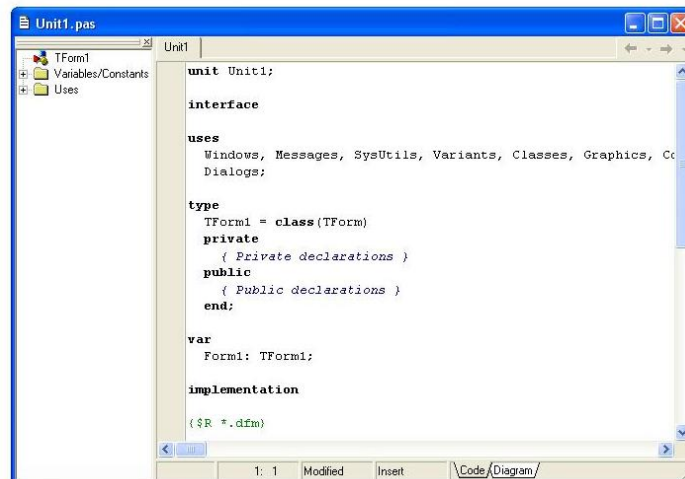 Unit1.pas
TForm1
Variables/Constants
Uses
Unit1
unit Unit1;
interface
uses
Windows, Messages, SysUtils, Variants, Classes, Graphics, Co
Dialogs;
type
TForm1 = class(TForm)
private
{ Private declarations }
public
{ Public declarations }
end;
var
Form1: TForm1;
implementation
{$R *.dfm}
1: 1 Modified Insert Code Diagram